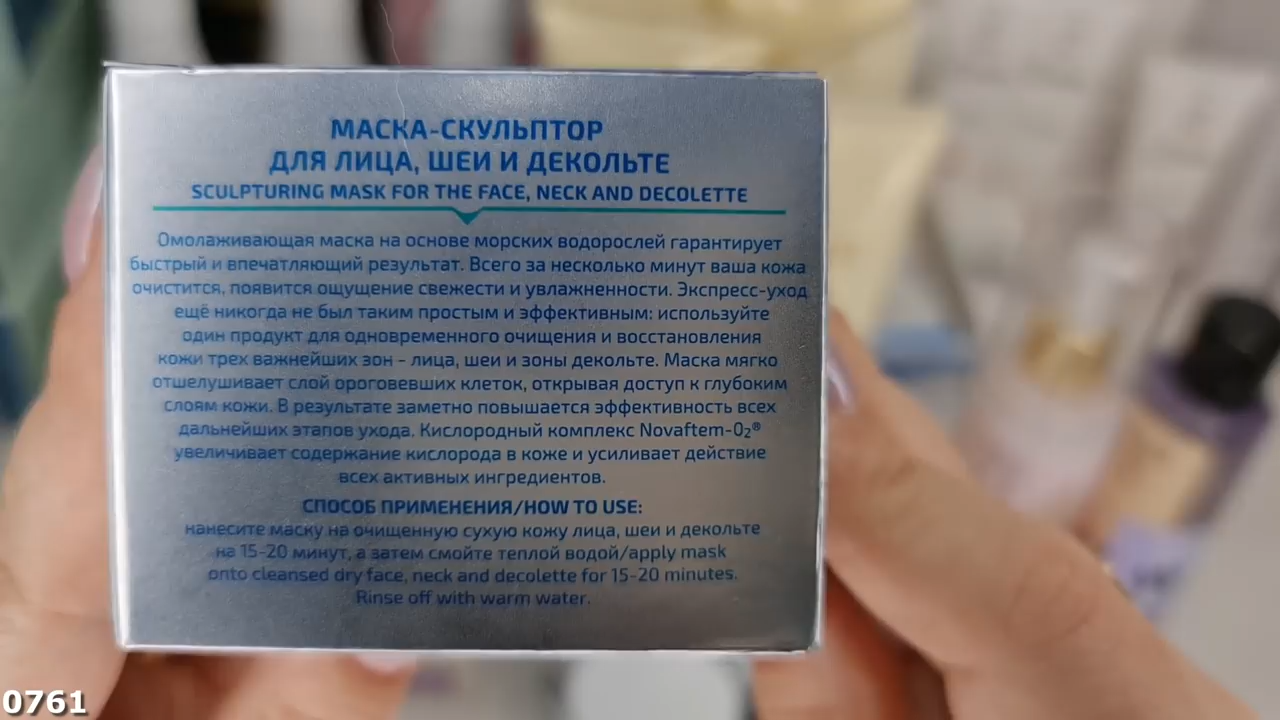 МАСКА-СКУЛЬПТОР
ДЛЯ ЛИЦА, ШЕИ И ДЕКОЛЬТЕ
SCULPTURING MASK FOR THE FACE, NECK AND DECOLETTE
Омолаживающая маска на основе морских водорослей гарантирует
быстрый и впечатляющий результат. Всего за несколько минут ваша кожа
очистится, появится ощущение свежести и увлажненности. Экспресс-уход
ещё никогда не был таким простым и эффективным: используйте
один продукт для одновременного очищения и восстановления
кожи трех важнейших зон – лица, шеи и зоны декольте. Маска мягко
отшелушивает слой ороговевших клеток, открывая доступ к глубоким
слоям кожи. В результате заметно повышается эффективность всех
дальнейших этапов ухода. Кислородный комплекс Novaftem-O₂®
увеличивает содержание кислорода в коже и усиливает действие
всех активных ингредиентов.
СПОСОБ ПРИМЕНЕНИЯ/HOW TO USE:
нанесите маску на очищенную сухую кожу лица, шеи и декольте
на 15-20 минут, а затем смойте теплой водой/apply mask
onto cleansed dry face, neck and decolette for 15-20 minutes.
Rinse off with warm water.
0761